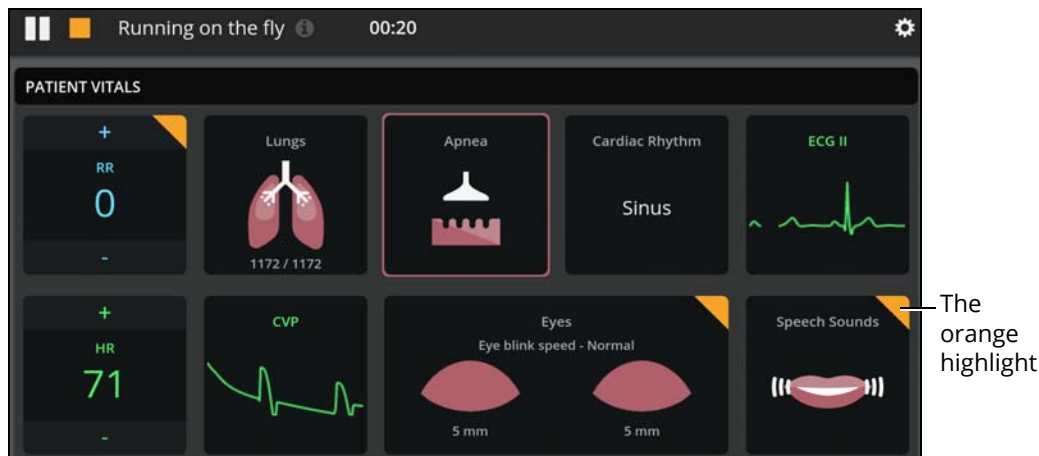 Running on the fly
00:20
PATIENT VITALS
+
RR
0
-
Lungs
1172 / 1172
Apnea
Cardiac Rhythm
Sinus
ECG II
+
HR
71
-
CVP
Eyes
Eye blink speed - Normal
5 mm
5 mm
Speech Sounds
The
orange
highlight